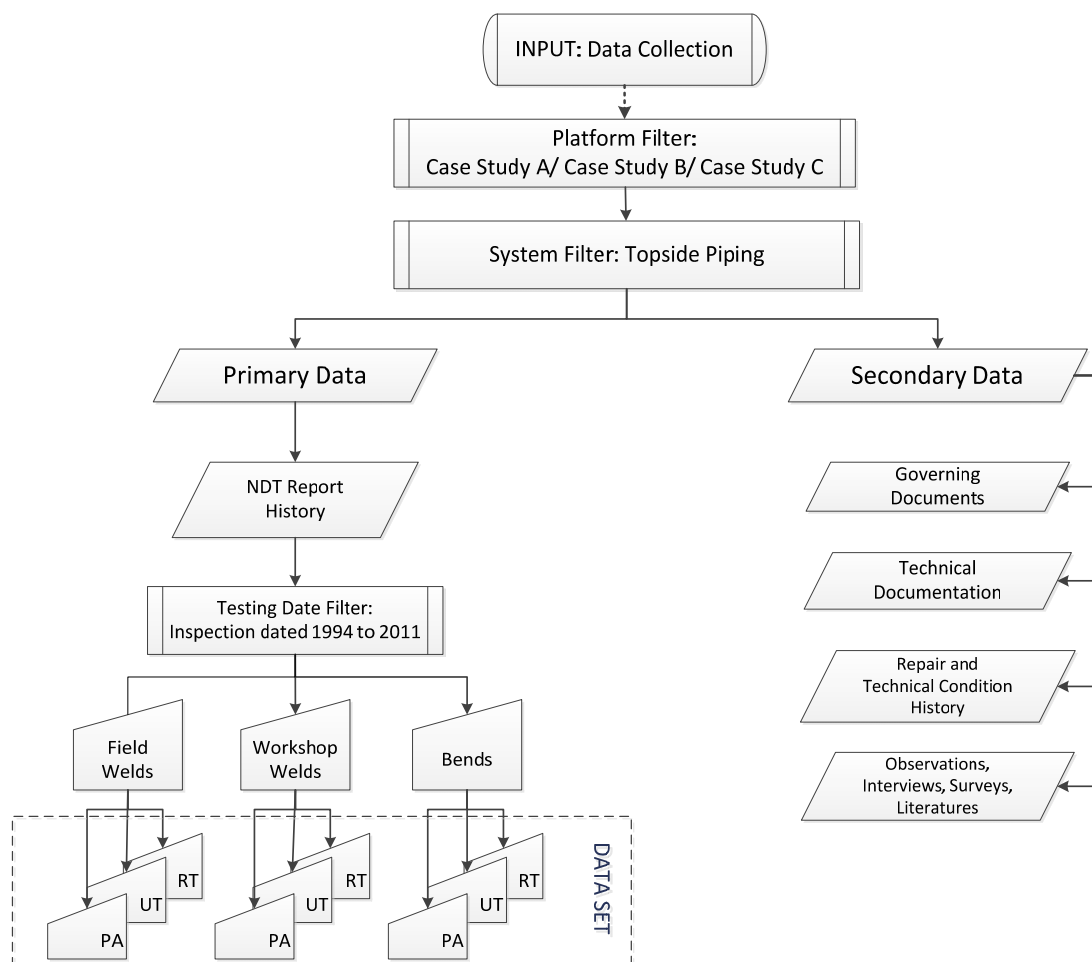 INPUT: Data Collection
Platform Filter:
Case Study A/ Case Study B/ Case Study C
System Filter: Topside Piping
Primary Data
Secondary Data
NDT Report
History
Governing
Documents
Technical
Documentation
Testing Date Filter:
Inspection dated 1994 to 2011
Repair and
Technical Condition
History
Field
Welds
Workshop
Welds
Bends
Observations,
Interviews, Surveys,
Literatures
RT
UT
PA
RT
UT
PA
RT
UT
PA
DATA SET